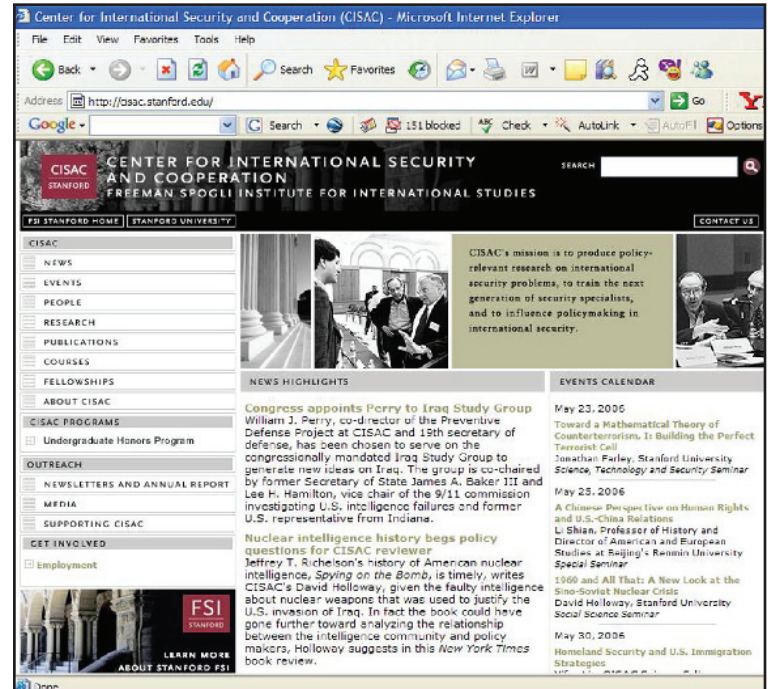 Center for International Security and Cooperation (CISAC) - Microsoft Internet Explorer
File Edit View Favorites Tools Help
Back Search Favorites
Address http://cisac.stanford.edu/ Go
Google Search 151 blocked Check AutoLink AutoFill Options
CISAC
STANFORD
CENTER FOR INTERNATIONAL SECURITY
AND COOPERATION
FREEMAN SPOGLI INSTITUTE FOR INTERNATIONAL STUDIES
SEARCH
FSI STANFORD HOME STANFORD UNIVERSITY
CONTACT US
CISAC
NEWS
EVENTS
PEOPLE
RESEARCH
PUBLICATIONS
COURSES
FELLOWSHIPS
ABOUT CISAC
CISAC PROGRAMS
Undergraduate Honors Program
OUTREACH
NEWSLETTERS AND ANNUAL REPORT
MEDIA
SUPPORTING CISAC
GET INVOLVED
Employment
FSI
STANFORD
LEARN MORE
ABOUT STANFORD FSI
CISAC's mission is to produce policy-
relevant research on international
security problems, to train the next
generation of security specialists,
and to influence policymaking in
international security.
NEWS HIGHLIGHTS
Congress appoints Perry to Iraq Study Group
William J. Perry, co-director of the Preventive
Defense Project at CISAC and 19th secretary of
defense, has been chosen to serve on the
congressionally mandated Iraq Study Group to
generate new ideas on Iraq. The group is co-chaired
by former Secretary of State James A. Baker III and
Lee H. Hamilton, vice chair of the 9/11 commission
investigating U.S. intelligence failures and former
U.S. representative from Indiana.
Nuclear intelligence history begs policy
questions for CISAC reviewer
Jeffrey T. Richelson's history of American nuclear
intelligence, Spying on the Bomb, is timely, writes
CISAC's David Holloway, given the faulty intelligence
about nuclear weapons that was used to justify the
U.S. invasion of Iraq. In fact the book could have
gone further toward analyzing the relationship
between the intelligence community and policy
makers, Holloway suggests in this New York Times
book review.
EVENTS CALENDAR
May 23, 2006
Toward a Mathematical Theory of
Counterterrorism, I: Building the Perfect
Terrorist Cell
Jonathan Farley, Stanford University
Science, Technology and Security Seminar
May 25, 2006
A Chinese Perspective on Human Rights
and U.S.-China Relations
Li Shian, Professor of History and
Director of American and European
Studies at Beijing's Renmin University
Special Seminar
1969 and All That: A New Look at the
Sino-Soviet Nuclear Crisis
David Holloway, Stanford University
Social Science Seminar
May 30, 2006
Homeland Security and U.S. Immigration
Strategies
Done